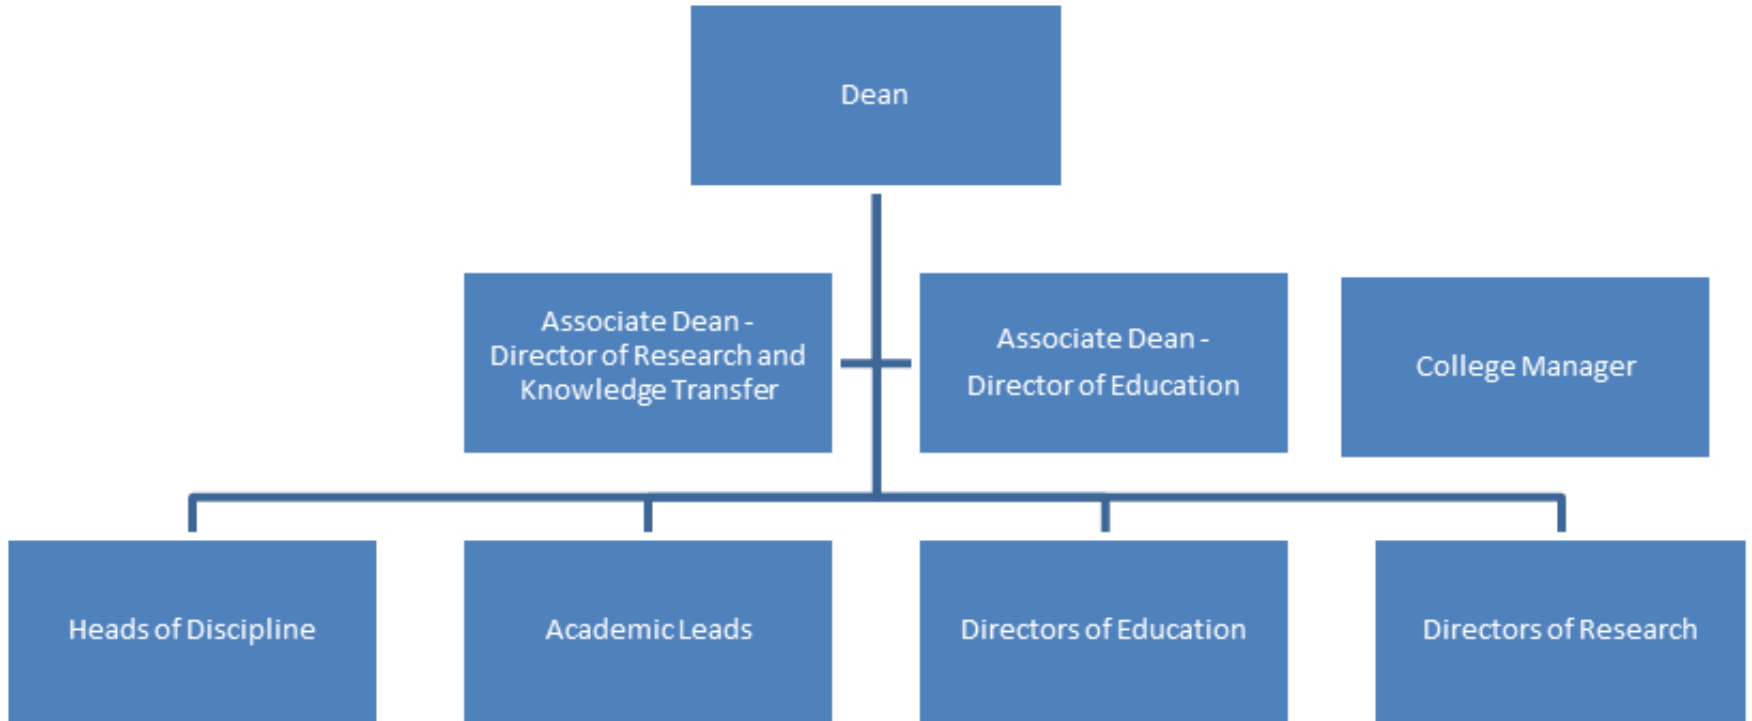 Dean
Associate Dean -
Director of Research and
Knowledge Transfer
Associate Dean -
Director of Education
College Manager
Heads of Discipline
Academic Leads
Directors of Education
Directors of Research